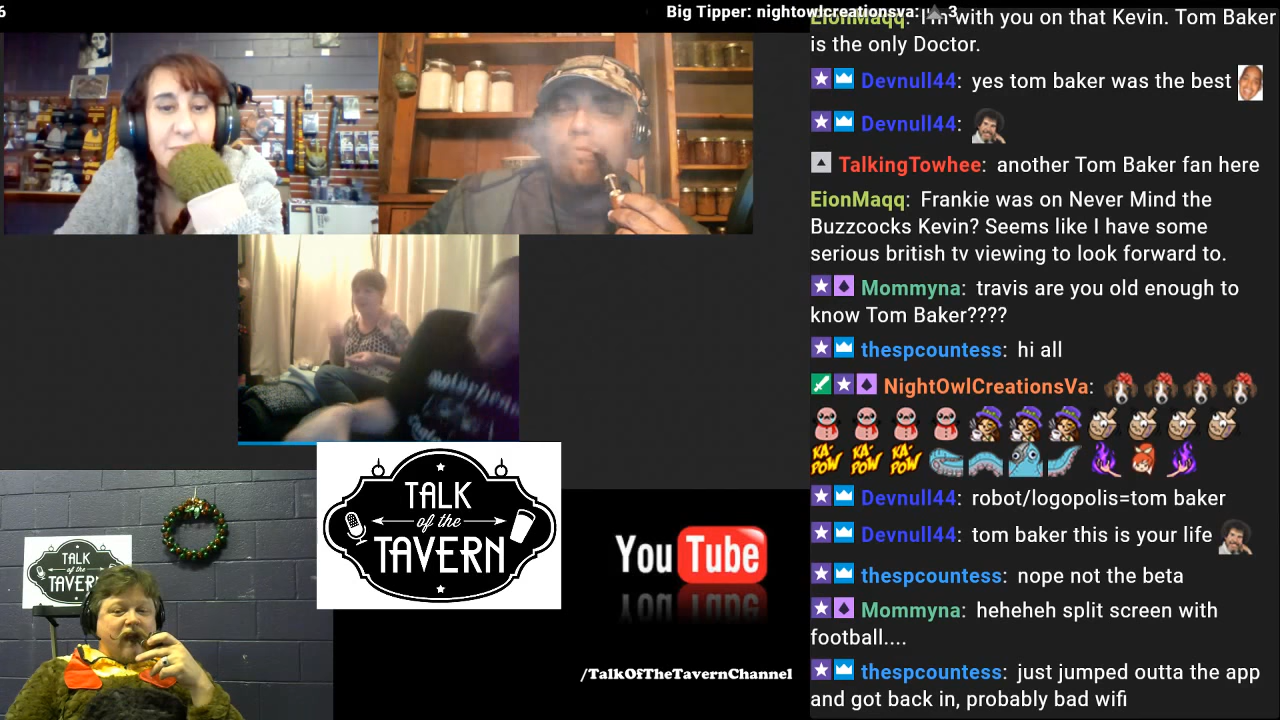 6
Big Tipper: nightowlcreationsva: 3
EionMaqq: I'm with you on that Kevin. Tom Baker
is the only Doctor.
Devnull44: yes tom baker was the best
Devnull44:
TalkingTowhee: another Tom Baker fan here
EionMaqq: Frankie was on Never Mind the
Buzzcocks Kevin? Seems like I have some
serious british tv viewing to look forward to.
Mommyna: travis are you old enough to
know Tom Baker????
thespcountess: hi all
NightOwlCreationsVa:
KA-POW KA-POW KA-POW
Devnull44: robot/logopolis=tom baker
Devnull44: tom baker this is your life
thespcountess: nope not the beta
Mommyna: heheheh split screen with
football....
thespcountess: just jumped outta the app
and got back in, probably bad wifi
motorhead
TALK
of the
TAVERN
TALK
of the
TAVERN
YouTube
/TalkOfTheTavernChannel